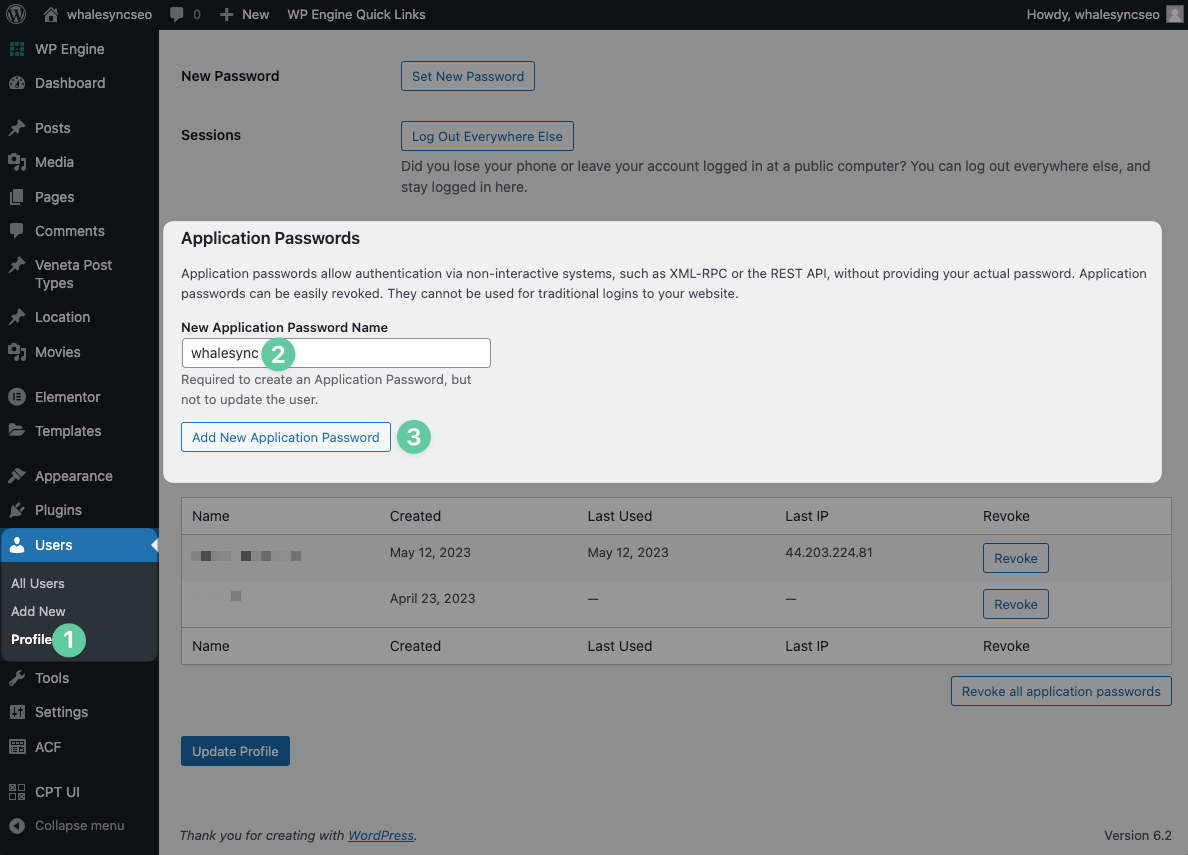 whalesyncseo 0 New WP Engine Quick Links Howdy, whalesyncseo
WP Engine
Dashboard
Posts
Media
Pages
Comments
Veneta Post
Types
Location
Movies
Elementor
Templates
Appearance
Plugins
Users
All Users
Add New
Profile 1
Tools
Settings
ACF
CPT UI
Collapse menu
New Password Set New Password
Sessions Log Out Everywhere Else
Did you lose your phone or leave your account logged in at a public computer? You can log out everywhere else, and
stay logged in here.
Application Passwords
Application passwords allow authentication via non-interactive systems, such as XML-RPC or the REST API, without providing your actual password. Application
passwords can be easily revoked. They cannot be used for traditional logins to your website.
New Application Password Name
whalesync 2
Required to create an Application Password, but
not to update the user.
Add New Application Password 3
Name Created Last Used Last IP Revoke
May 12, 2023 May 12, 2023 44.203.224.81 Revoke
April 23, 2023 — — Revoke
Name Created Last Used Last IP Revoke
Revoke all application passwords
Update Profile
Thank you for creating with WordPress. Version 6.2